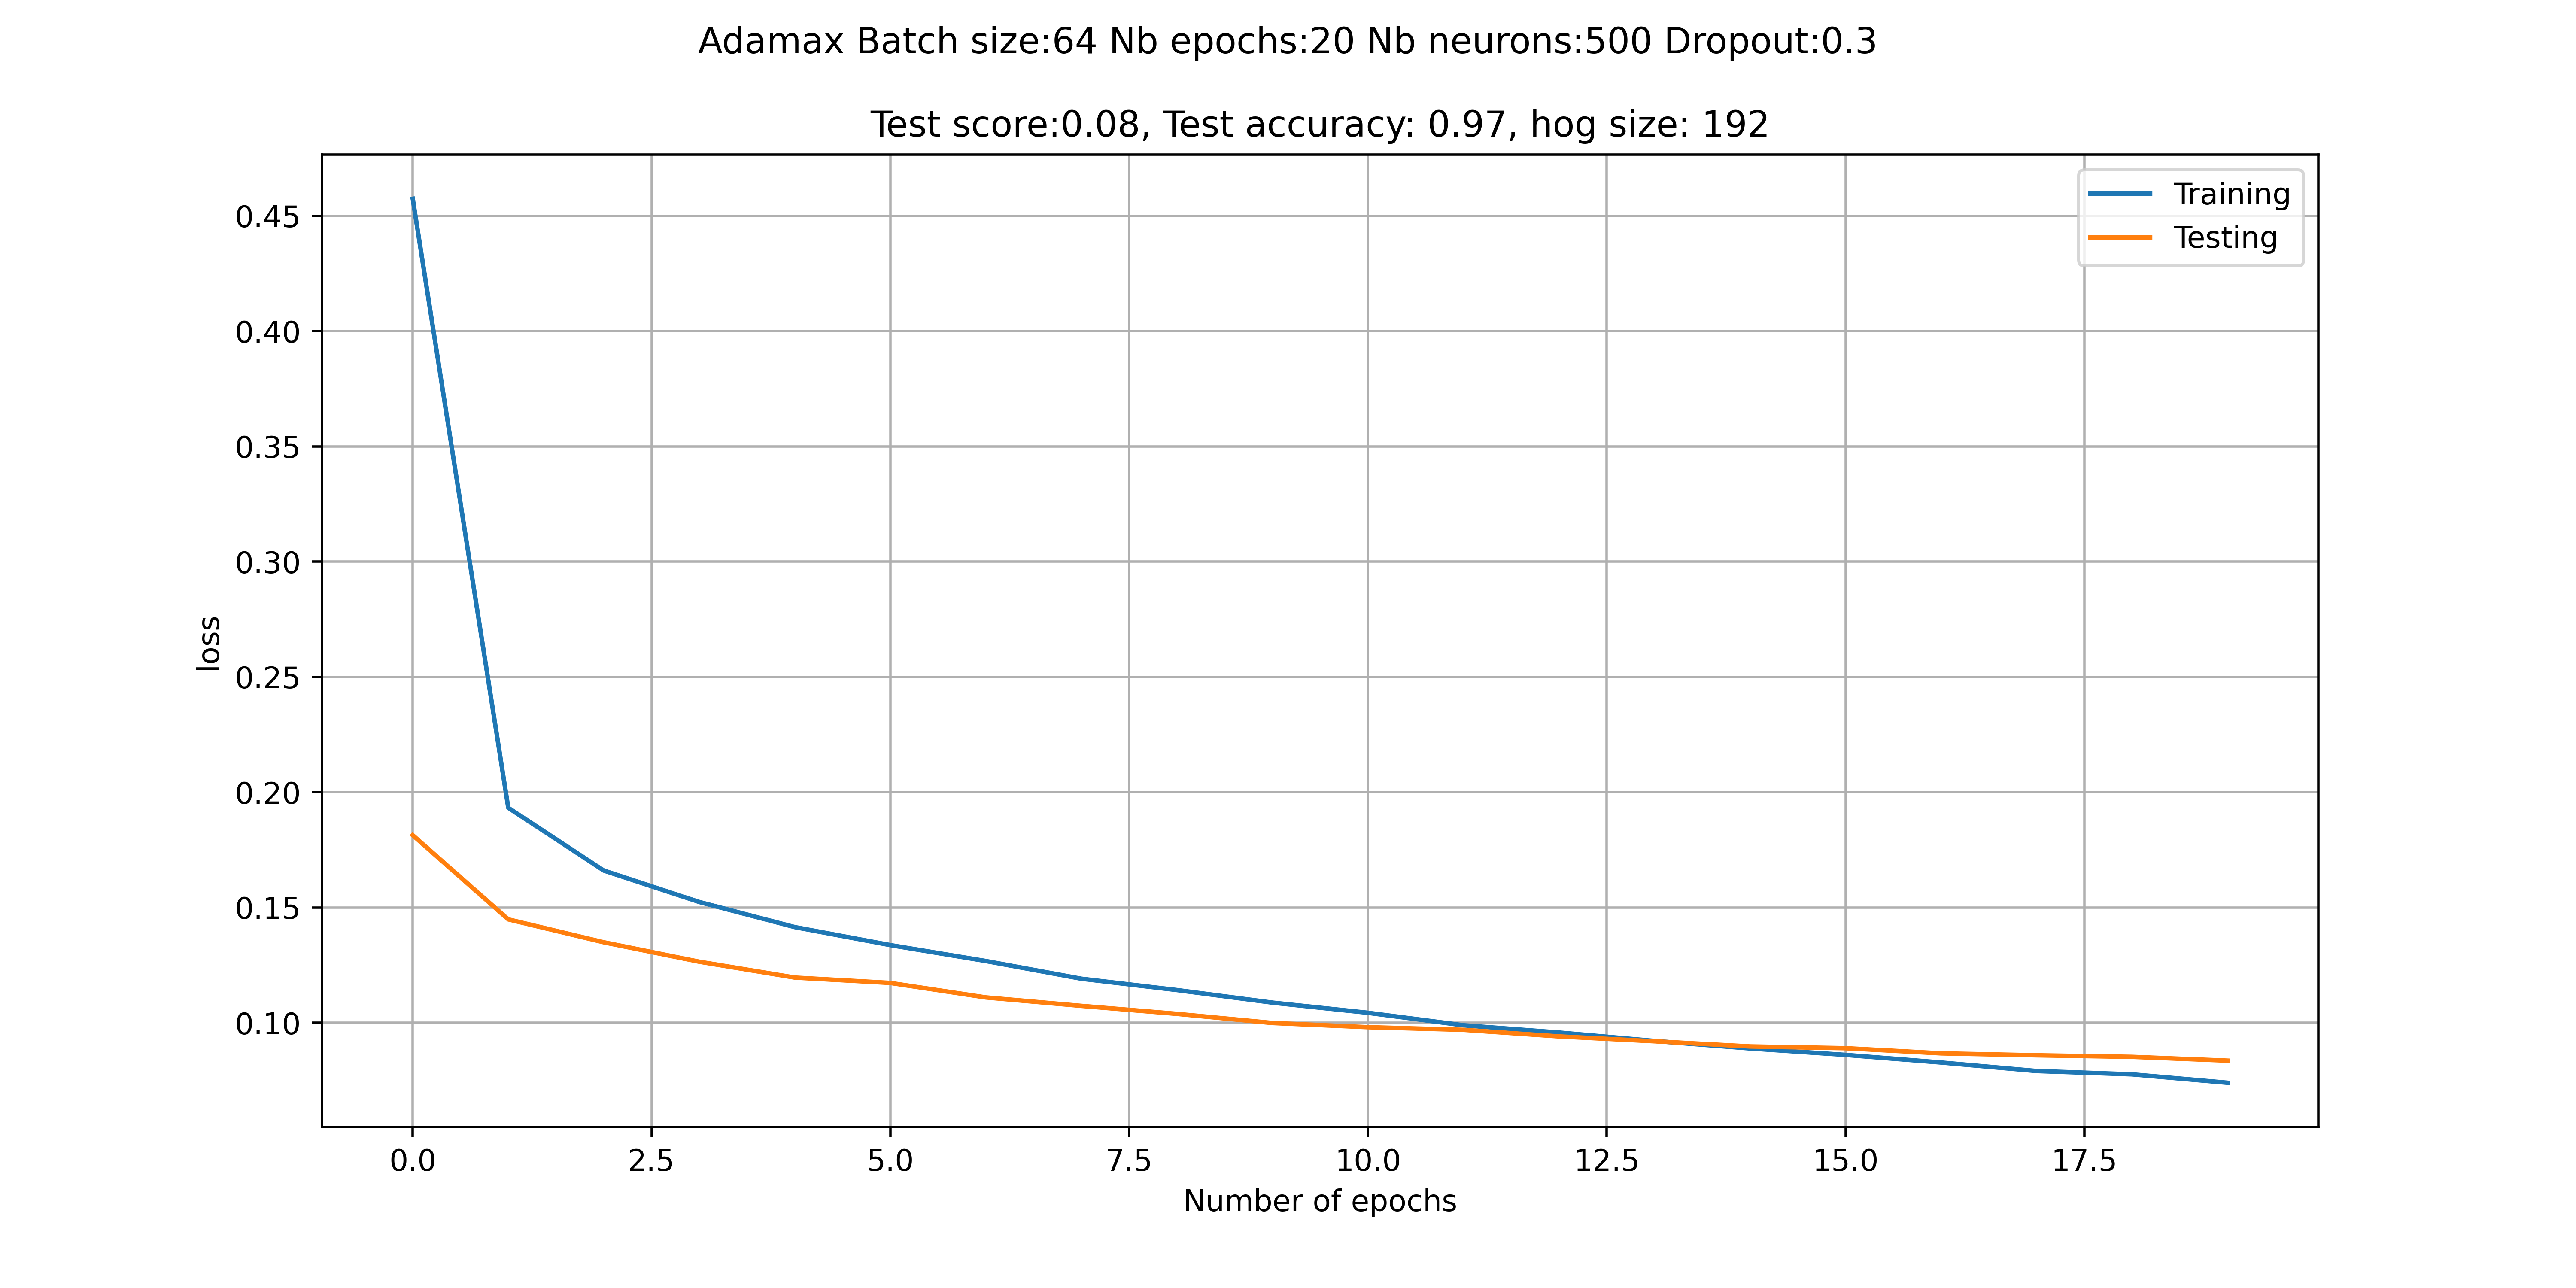 Adamax Batch size:64 Nb epochs:20 Nb neurons:500 Dropout:0.3
Test score:0.08, Test accuracy: 0.97, hog size: 192
Training
Testing
0.45
0.40
0.35
0.30
0.25
0.20
0.15
0.10
loss
0.0 2.5 5.0 7.5 10.0 12.5 15.0 17.5
Number of epochs